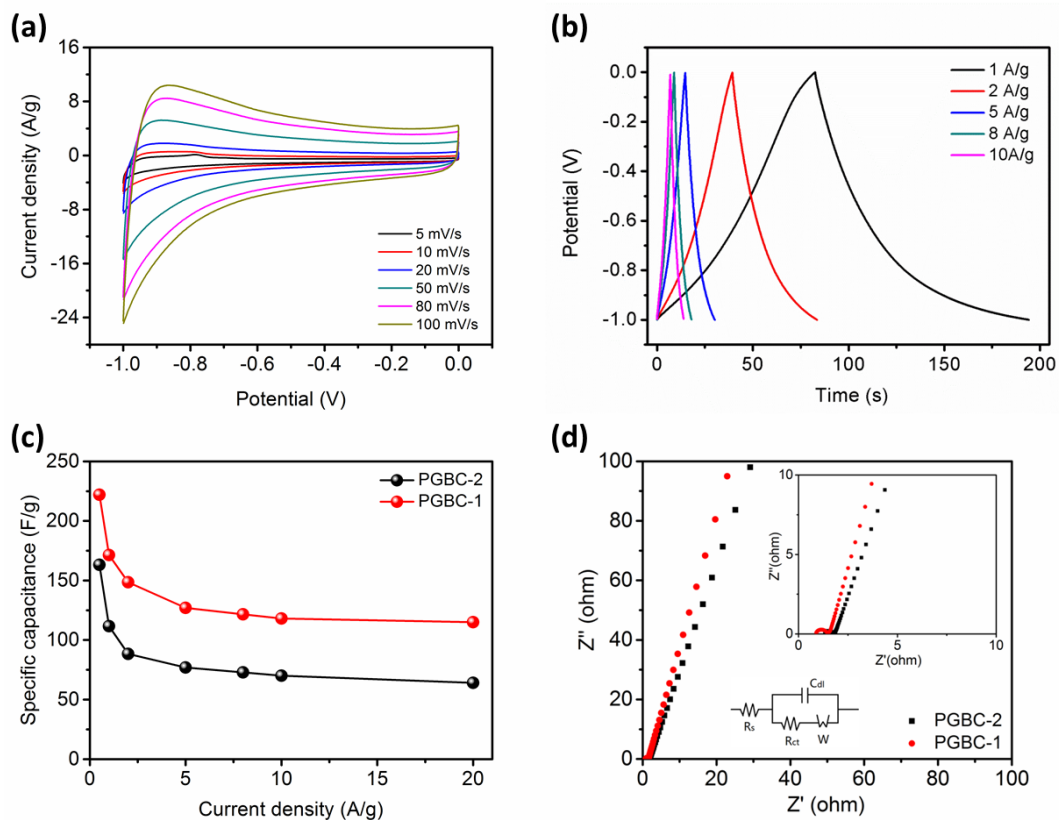 (a)
16
8
0
-8
-16
-24
Current density (A/g)
5 mV/s
10 mV/s
20 mV/s
50 mV/s
80 mV/s
100 mV/s
-1.0 -0.8 -0.6 -0.4 -0.2 0.0
Potential (V)
(b)
0.0
-0.2
-0.4
-0.6
-0.8
-1.0
Potential (V)
1 A/g
2 A/g
5 A/g
8 A/g
10A/g
0 50 100 150 200
Time (s)
(c)
250
200
150
100
50
0
Specific capacitance (F/g)
PGBC-2
PGBC-1
0 5 10 15 20
Current density (A/g)
(d)
100
80
60
40
20
0
Z'' (ohm)
10
5
0
Z''(ohm)
0 5 10
Z'(ohm)
Cdl
Rs
Rct W
PGBC-2
PGBC-1
0 20 40 60 80 100
Z' (ohm)